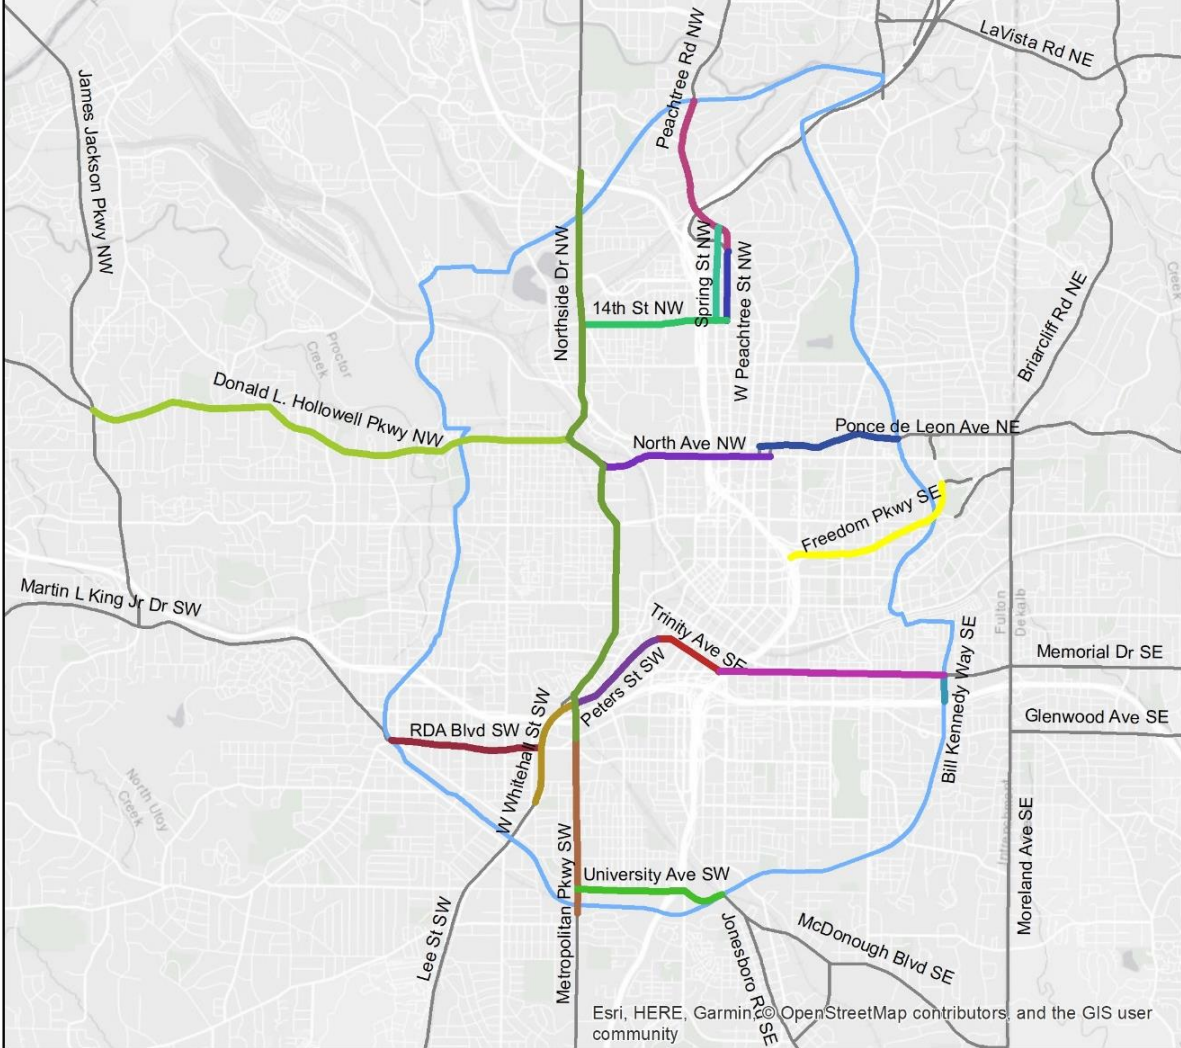 LaVista Rd NE
Peachtree Rd NW
James Jackson Pkwy NW
Creek
Northside Dr NW
Spring St NW
W Peachtree St NW
14th St NW
Briarcliff Rd NE
Proctor
Creek
Donald L. Hollowell Pkwy NW
Ponce de Leon Ave NE
North Ave NW
Freedom Pkwy SE
Martin L King Jr Dr SW
Fulton
Dekalb
Trinity Ave SE
Memorial Dr SE
Peters St SW
Bill Kennedy Way SE
Glenwood Ave SE
RDA Blvd SW
W Whitehall St SW
North Utoy
Creek
Moreland Ave SE
Metropolitan Pkwy SW
University Ave SW
Lee St SW
Jonesboro Rd SE
McDonough Blvd SE
Esri, HERE, Garmin, © OpenStreetMap contributors, and the GIS user
community